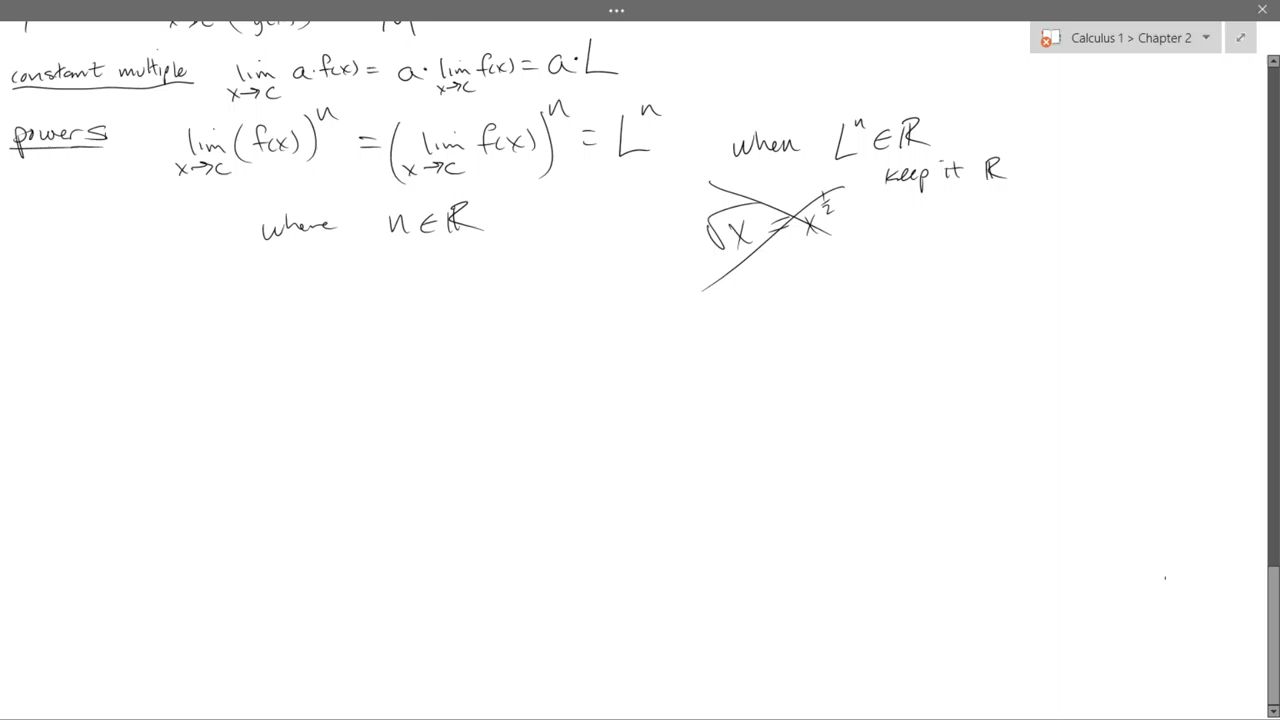 Calculus 1 > Chapter 2
constant multiple lim x→c a·f(x) = a· lim x→c f(x) = a·L
powers lim x→c (f(x))^n = (lim x→c f(x))^n = L^n when L^n ∈ ℝ
keep it ℝ
where n ∈ ℝ √x = x^½